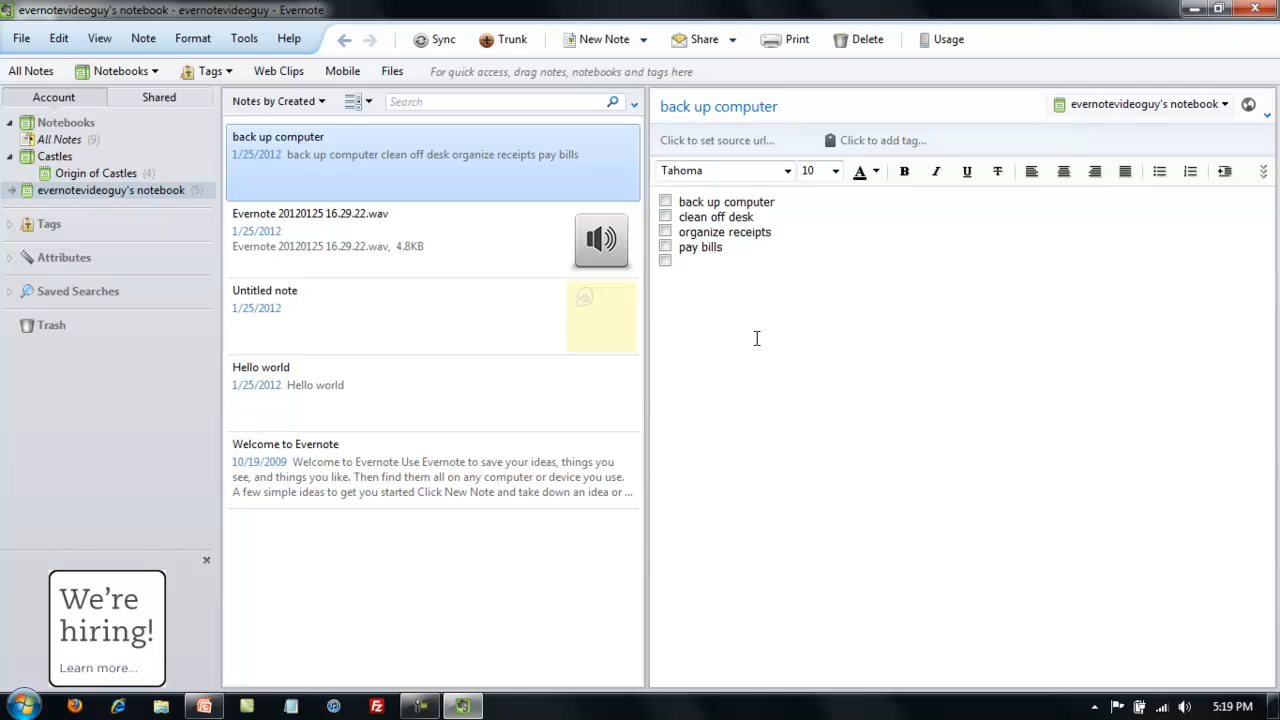 evernotevideoguy's notebook - evernotevideoguy - Evernote
File Edit View Note Format Tools Help
Sync Trunk New Note Share Print Delete Usage
All Notes Notebooks Tags Web Clips Mobile Files For quick access, drag notes, notebooks and tags here
Account Shared
Notebooks
All Notes (9)
Castles
Origin of Castles (4)
evernotevideoguy's notebook (5)
Tags
Attributes
Saved Searches
Trash
We're
hiring!
Learn more...
Notes by Created Search
back up computer
1/25/2012 back up computer clean off desk organize receipts pay bills
Evernote 20120125 16.29.22.wav
1/25/2012
Evernote 20120125 16.29.22.wav, 4.8KB
Untitled note
1/25/2012
Hello world
1/25/2012 Hello world
Welcome to Evernote
10/19/2009 Welcome to Evernote Use Evernote to save your ideas, things you
see, and things you like. Then find them all on any computer or device you use.
A few simple ideas to get you started Click New Note and take down an idea or ...
back up computer evernotevideoguy's notebook
Click to set source url... Click to add tag...
Tahoma 10 A B I U T
back up computer
clean off desk
organize receipts
pay bills
5:19 PM